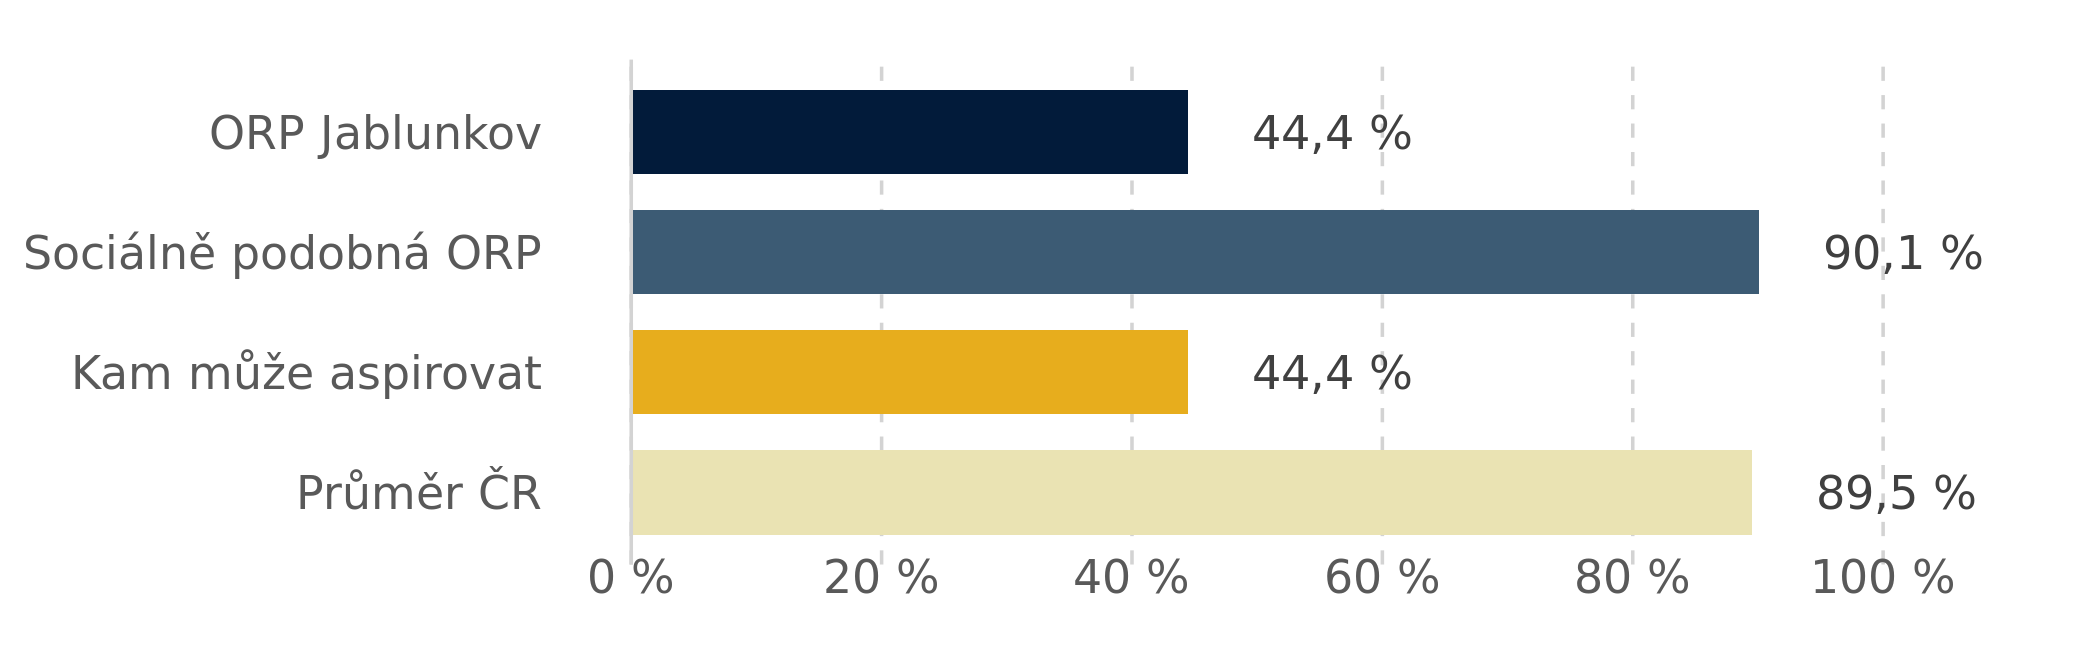 ORP Jablunkov 44,4 %
Sociálně podobná ORP 90,1 %
Kam může aspirovat 44,4 %
Průměr ČR 89,5 %
0 % 20 % 40 % 60 % 80 % 100 %